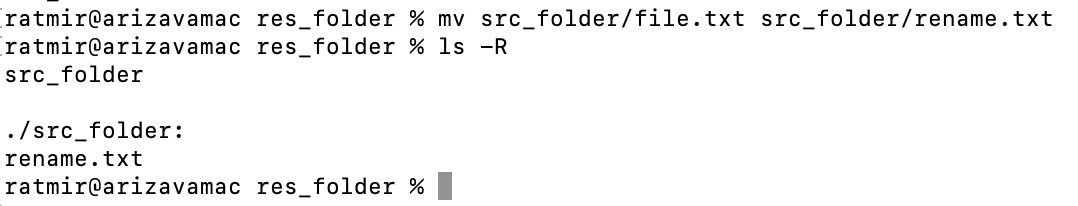 ratmir@arizavamac res_folder % mv src_folder/file.txt src_folder/rename.txt
ratmir@arizavamac res_folder % ls -R
src_folder

./src_folder:
rename.txt
ratmir@arizavamac res_folder %